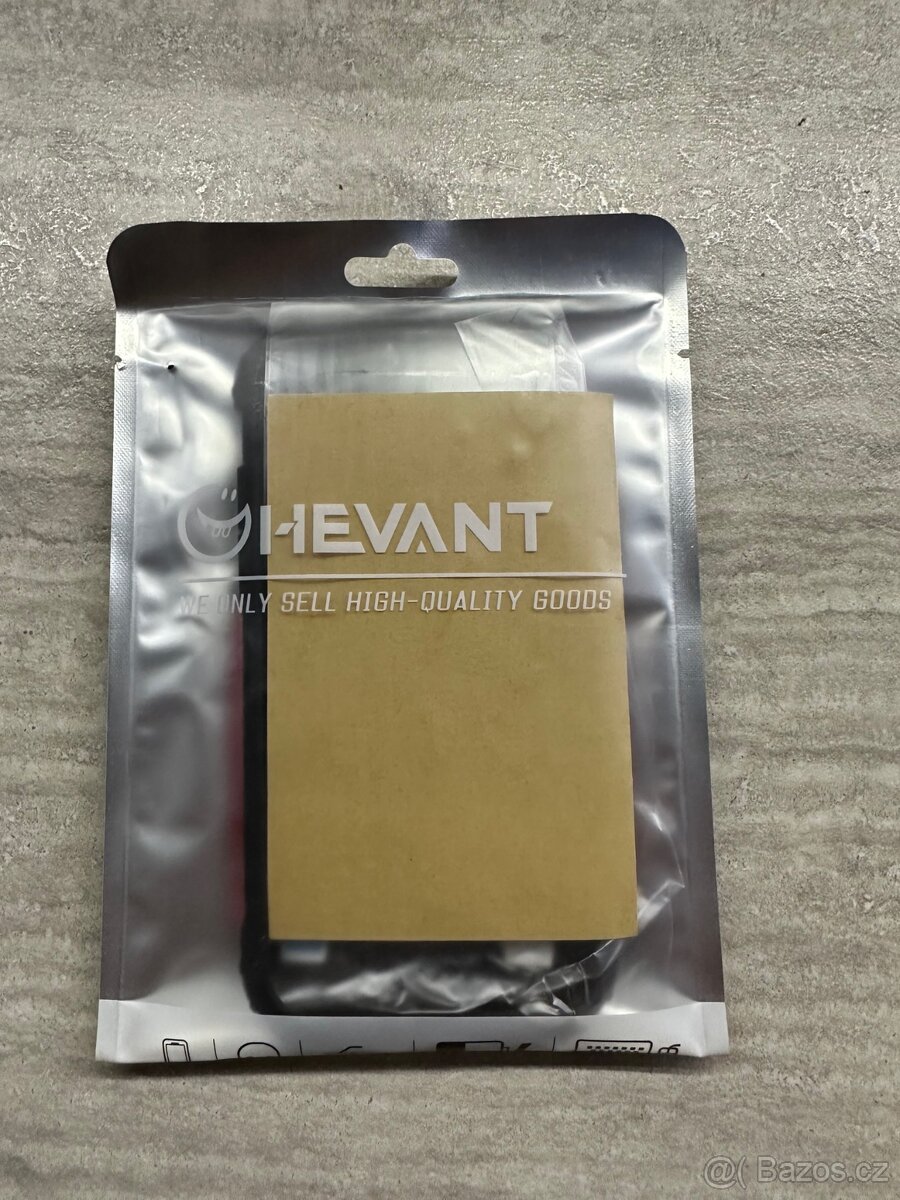 HEVANT
WE ONLY SELL HIGH-QUALITY GOODS
@( Bazos.cz